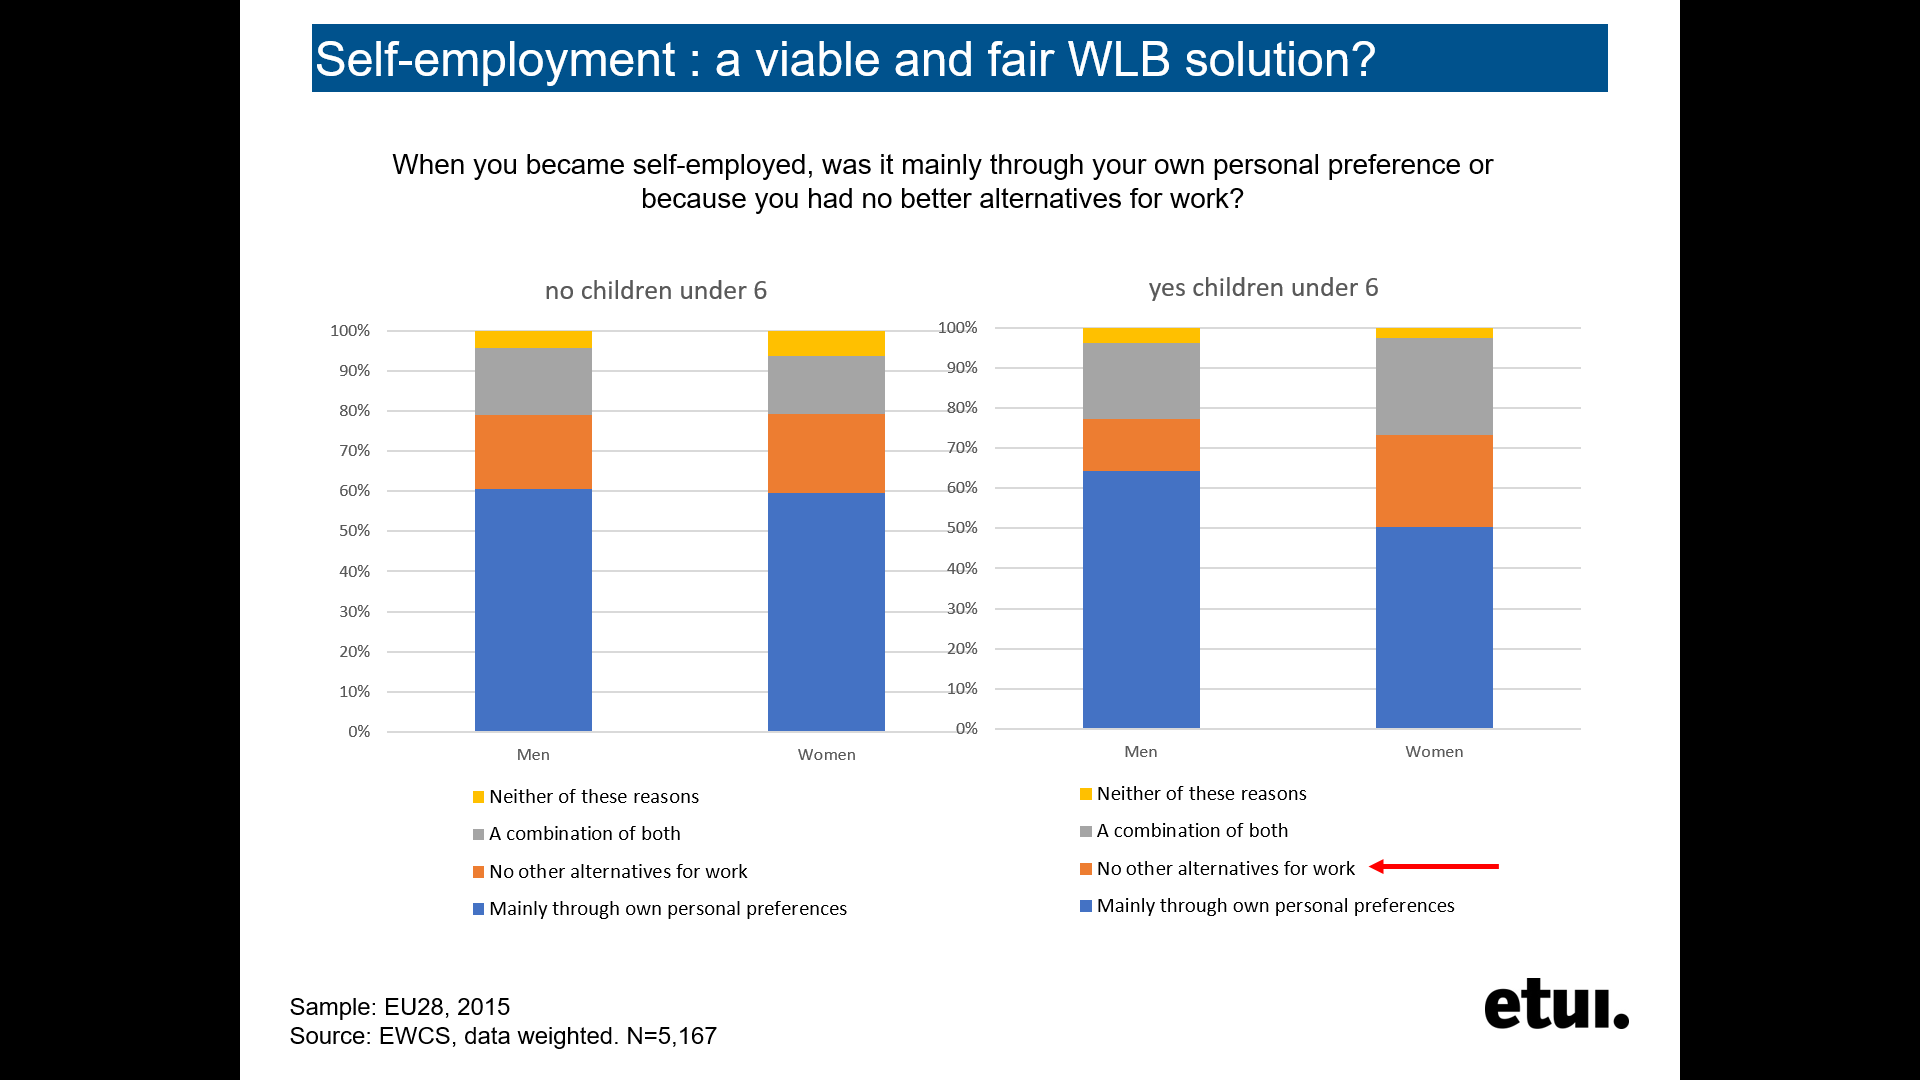 Self-employment : a viable and fair WLB solution?
When you became self-employed, was it mainly through your own personal preference or
because you had no better alternatives for work?
no children under 6
100%
90%
80%
70%
60%
50%
40%
30%
20%
10%
0%
Men
Women
Neither of these reasons
A combination of both
No other alternatives for work
Mainly through own personal preferences
yes children under 6
100%
90%
80%
70%
60%
50%
40%
30%
20%
10%
0%
Men
Women
Neither of these reasons
A combination of both
No other alternatives for work
Mainly through own personal preferences
Sample: EU28, 2015
Source: EWCS, data weighted. N=5,167
etui.